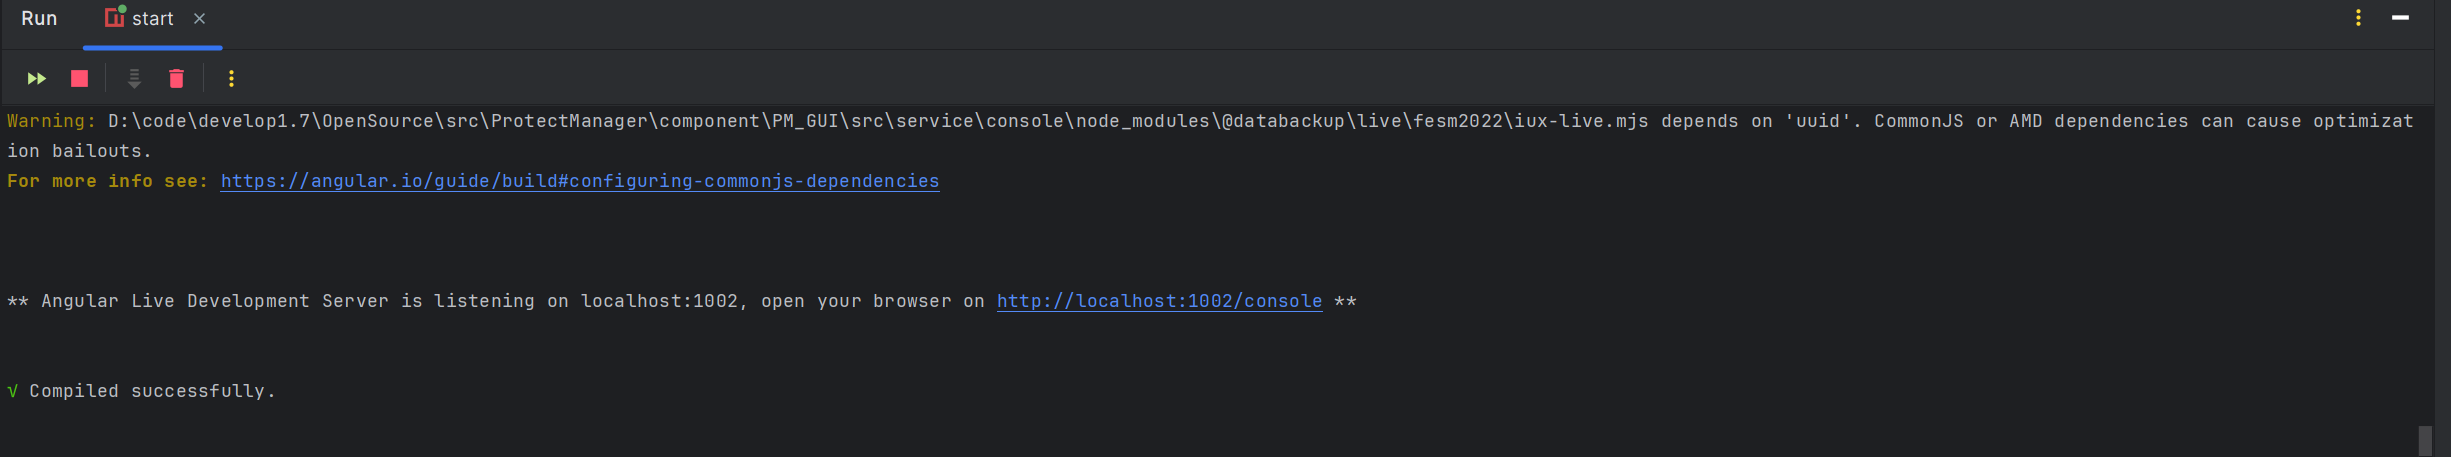 Run start
Warning: D:\code\develop1.7\OpenSource\src\ProtectManager\component\PM_GUI\src\service\console\node_modules\@databackup\live\fesm2022\iux-live.mjs depends on 'uuid'. CommonJS or AMD dependencies can cause optimizat
ion bailouts.
For more info see: https://angular.io/guide/build#configuring-commonjs-dependencies
** Angular Live Development Server is listening on localhost:1002, open your browser on http://localhost:1002/console **
√ Compiled successfully.